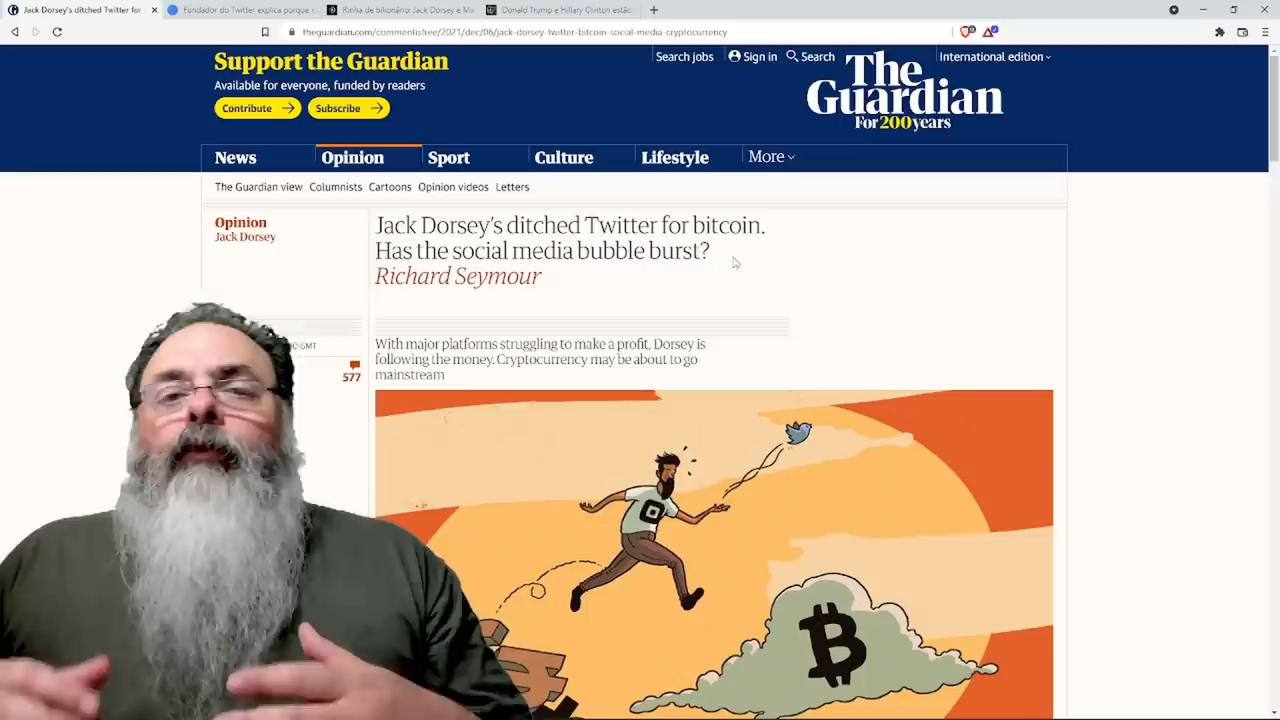 Jack Dorsey's ditched Twitter for
Fundador do Twitter explica porque r
Rinha de bilionário: Jack Dorsey e M
Donald Trump e Hillary Clinton estão
theguardian.com/commentisfree/2021/dec/06/jack-dorsey-twitter-bitcoin-social-media-cryptocurrency
Support the Guardian
Available for everyone, funded by readers
Contribute
Subscribe
Search jobs
Sign in
Search
International edition
The
Guardian
For 200 years
News
Opinion
Sport
Culture
Lifestyle
More
The Guardian view
Columnists
Cartoons
Opinion videos
Letters
Opinion
Jack Dorsey
Jack Dorsey's ditched Twitter for bitcoin.
Has the social media bubble burst?
Richard Seymour
GMT
577
With major platforms struggling to make a profit, Dorsey is
following the money. Cryptocurrency may be about to go
mainstream